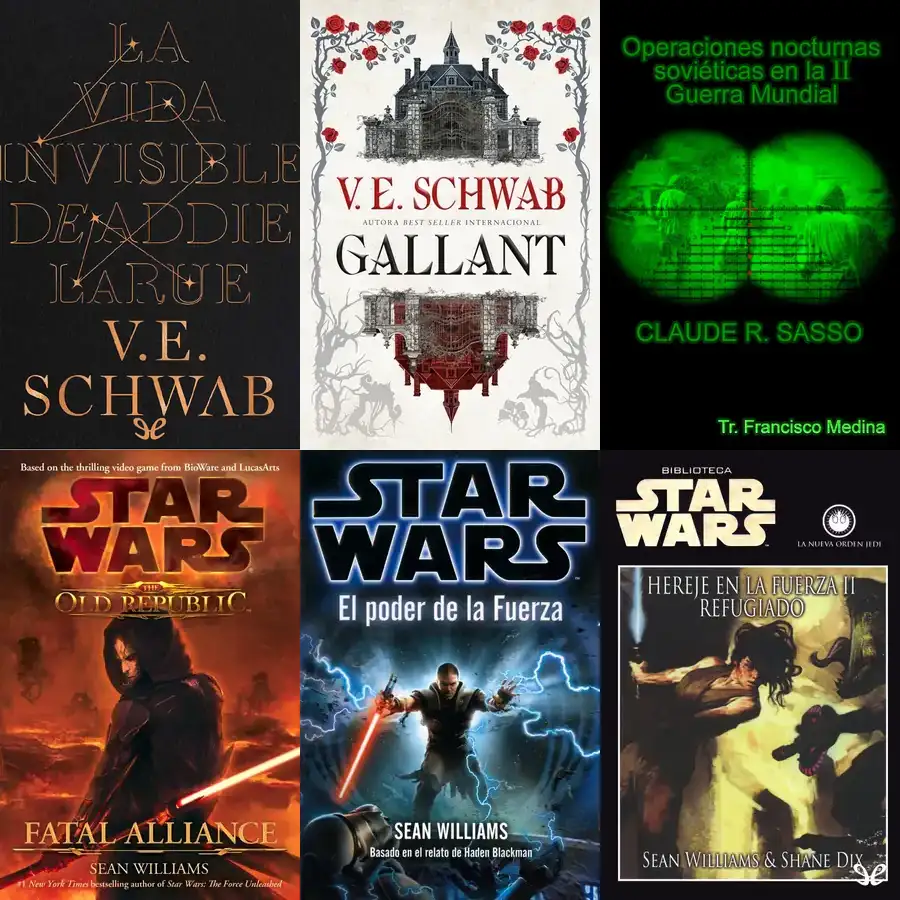 LA
VIDA
INVISIBLE
DE ADDIE
LARUE
V.E.
SCHWAB
V. E. SCHWAB
AUTORA BEST SELLER INTERNACIONAL
GALLANT
Operaciones nocturnas
soviéticas en la II
Guerra Mundial
CLAUDE R. SASSO
Tr. Francisco Medina
Based on the thrilling video game from BioWare and LucasArts
STAR
WARS
THE
OLD REPUBLIC
FATAL ALLIANCE
SEAN WILLIAMS
#1 New York Times bestselling author of Star Wars: The Force Unleashed
STAR
WARS
El poder de la Fuerza
SEAN WILLIAMS
Basado en el relato de Haden Blackman
BIBLIOTECA
STAR
WARS
LA NUEVA ORDEN JEDI
HEREJE EN LA FUERZA II
REFUGIADO
SEAN WILLIAMS & SHANE DIX